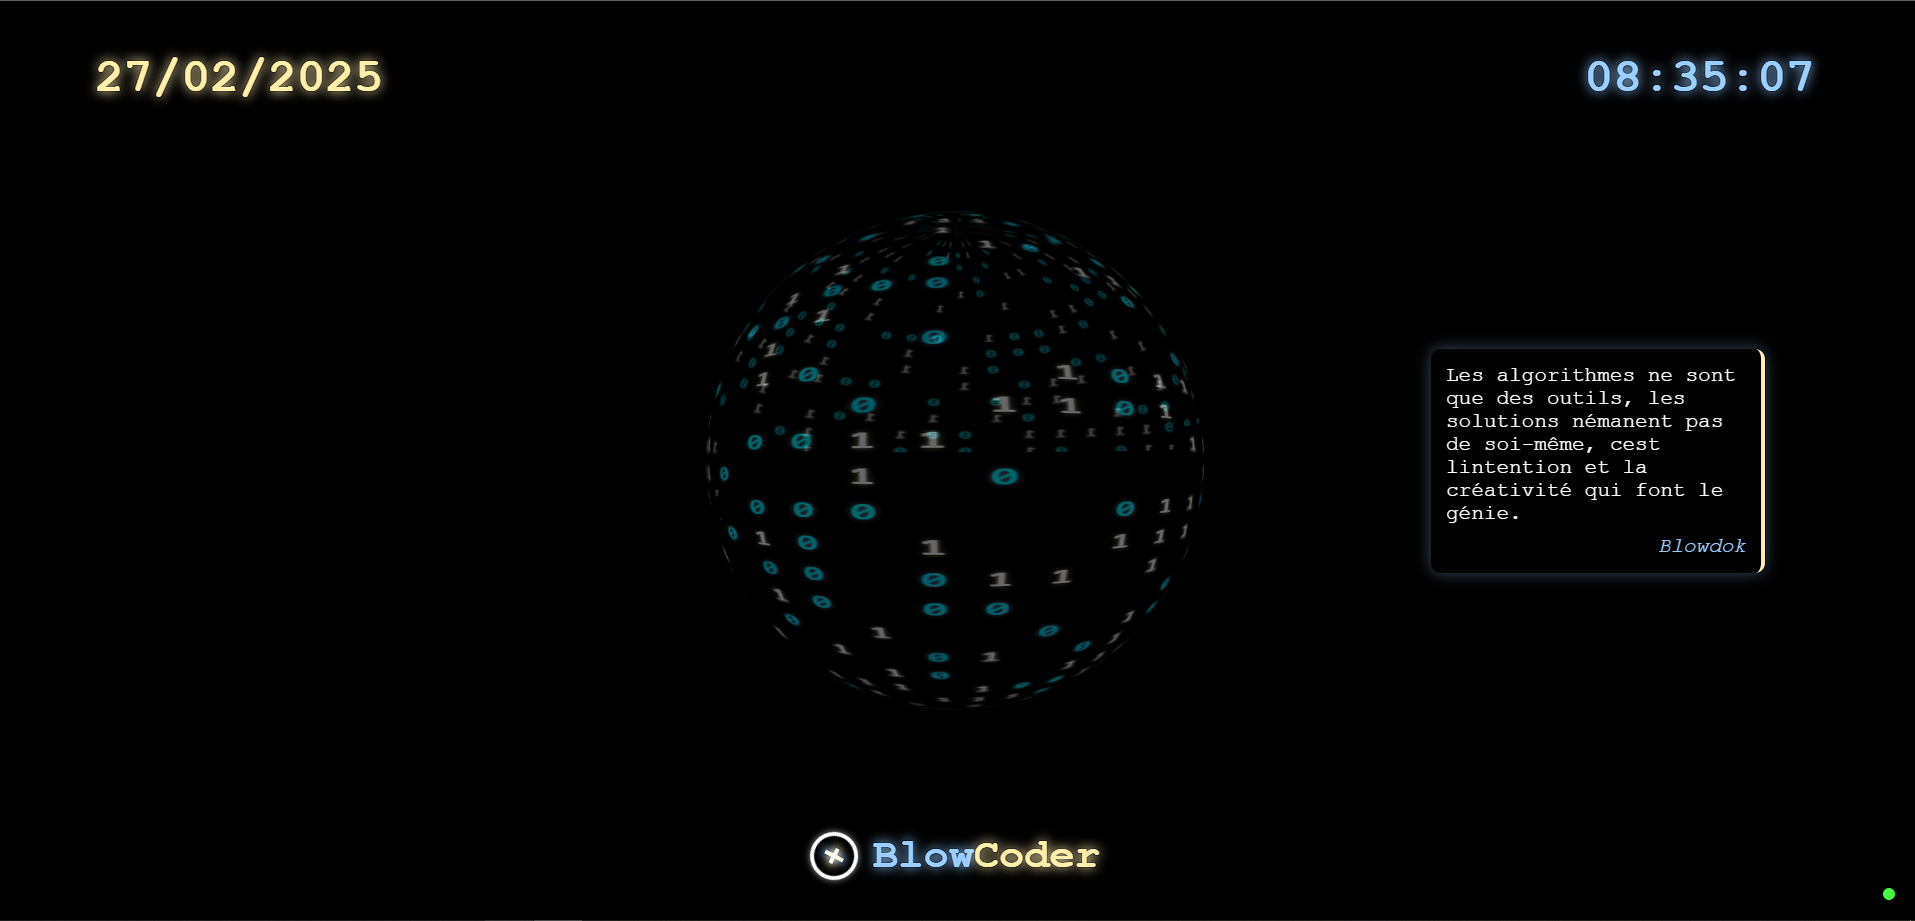 27/02/2025
08:35:07
Les algorithmes ne sont
que des outils, les
solutions némanent pas
de soi-même, cest
lintention et la
créativité qui font le
génie.
Blowdok
BlowCoder